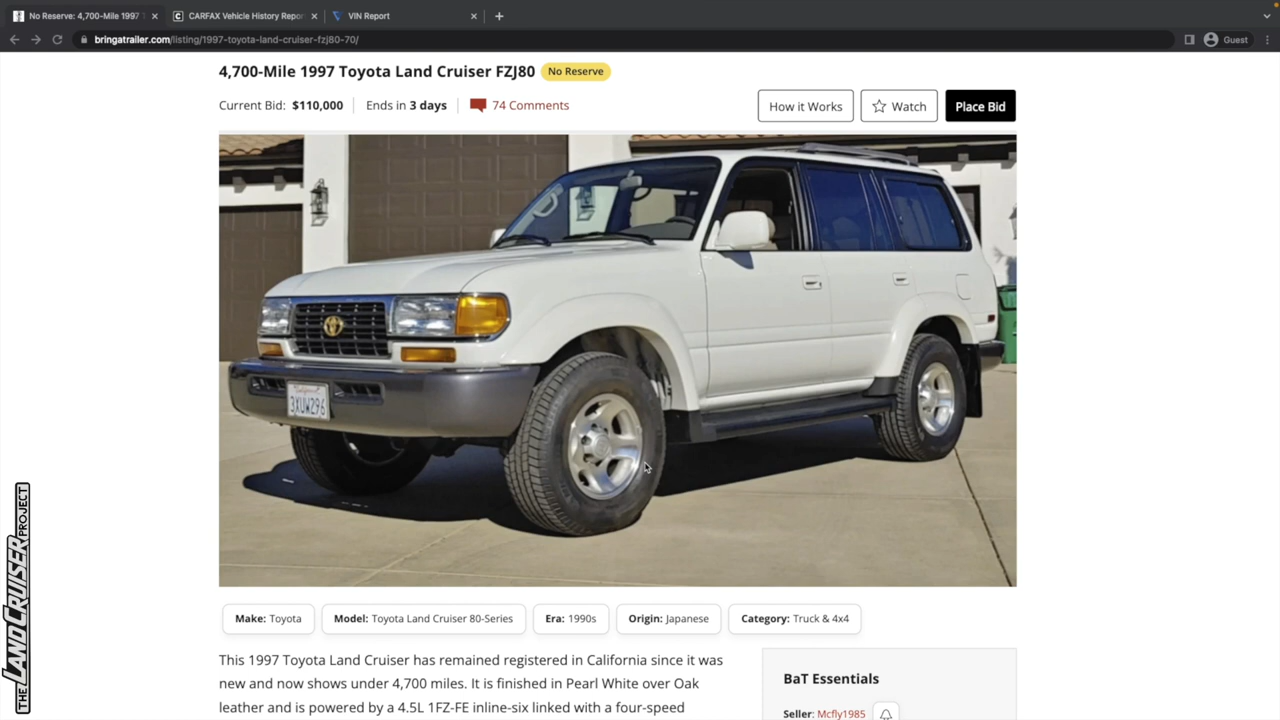 No Reserve: 4,700-Mile 1997
CARFAX Vehicle History Repor
VIN Report
bringatrailer.com/listing/1997-toyota-land-cruiser-fzj80-70/
Guest
4,700-Mile 1997 Toyota Land Cruiser FZJ80 No Reserve
Current Bid: $110,000 Ends in 3 days 74 Comments
How it Works Watch Place Bid
California
3XUW296
Make: Toyota Model: Toyota Land Cruiser 80-Series Era: 1990s Origin: Japanese Category: Truck & 4x4
This 1997 Toyota Land Cruiser has remained registered in California since it was
new and now shows under 4,700 miles. It is finished in Pearl White over Oak
leather and is powered by a 4.5L 1FZ-FE inline-six linked with a four-speed
BaT Essentials
Seller: Mcfly1985
THE LAND CRUISER PROJECT